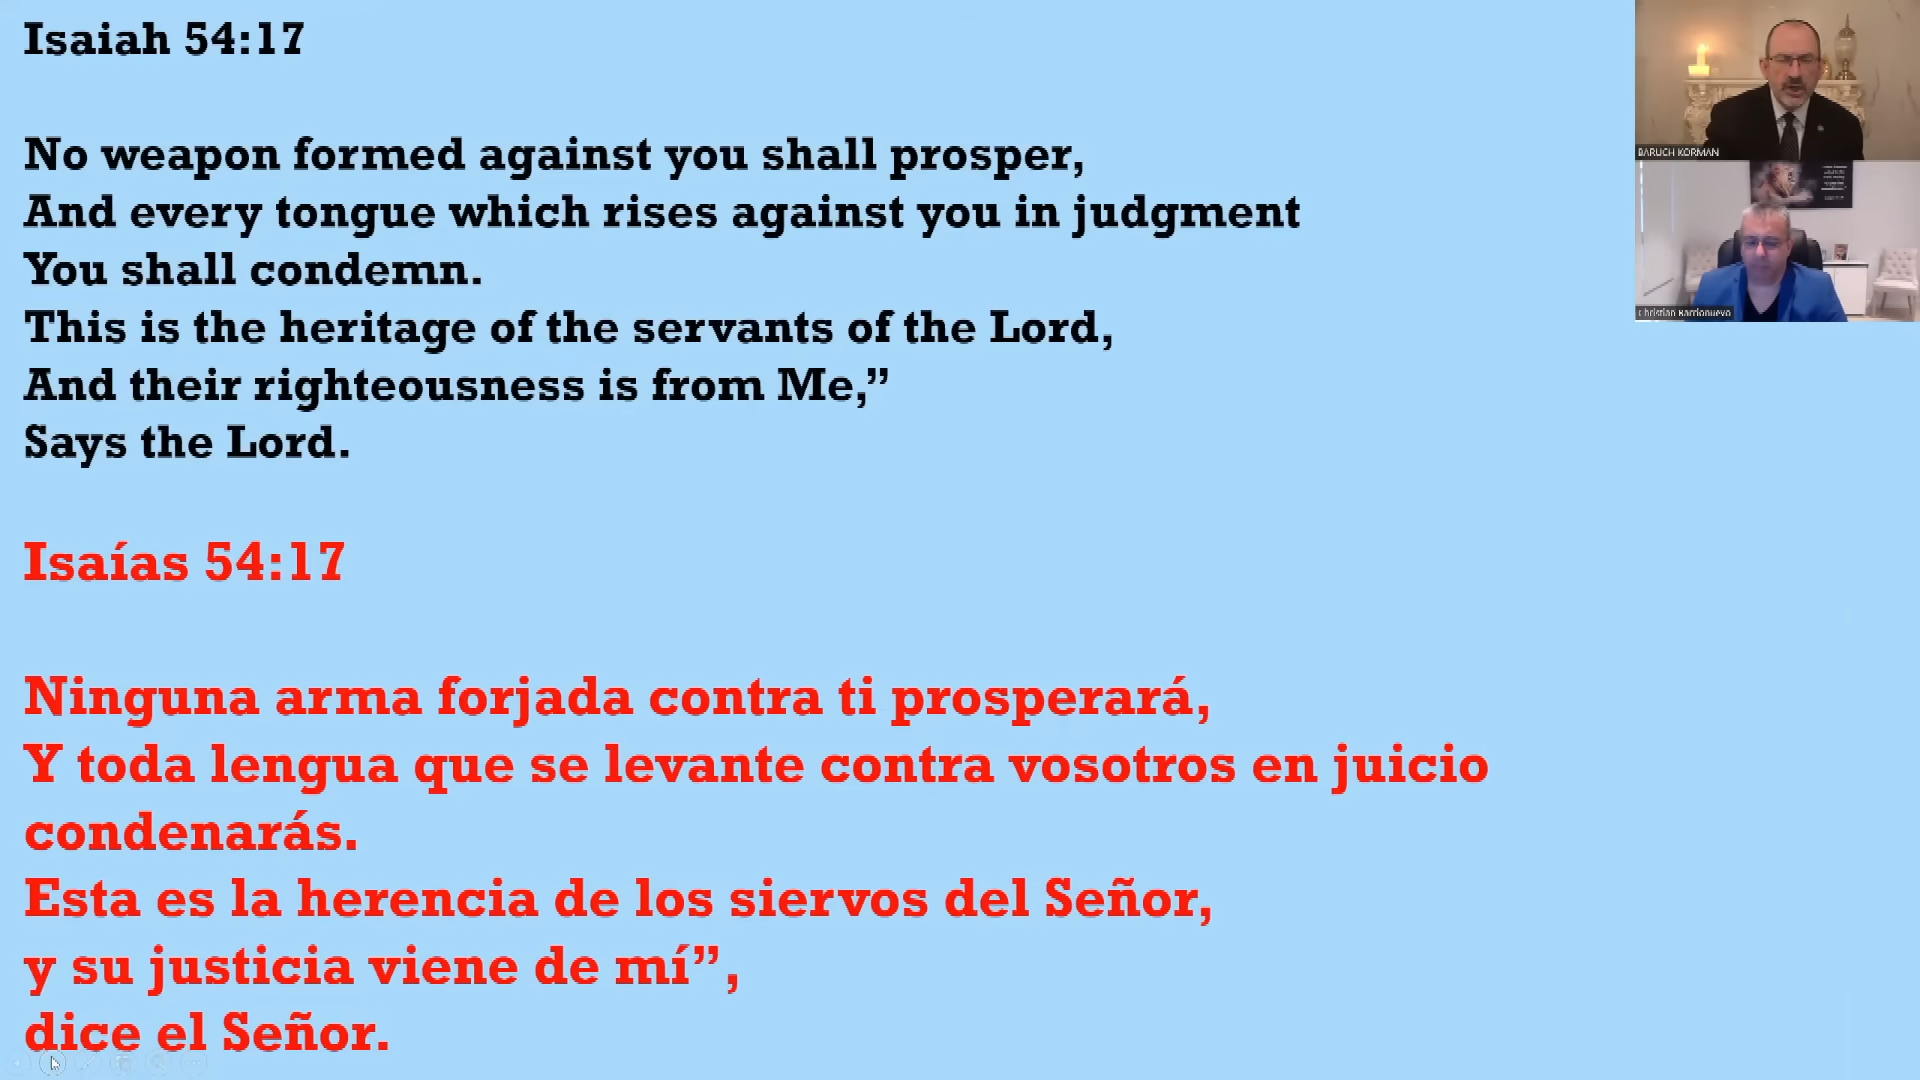 Isaiah 54:17
No weapon formed against you shall prosper,
And every tongue which rises against you in judgment
You shall condemn.
This is the heritage of the servants of the Lord,
And their righteousness is from Me,”
Says the Lord.
Isaías 54:17
Ninguna arma forjada contra ti prosperará,
Y toda lengua que se levante contra vosotros en juicio
condenarás.
Esta es la herencia de los siervos del Señor,
y su justicia viene de mí”,
dice el Señor.
BARUCH KORMAN
Christian Barrionuevo